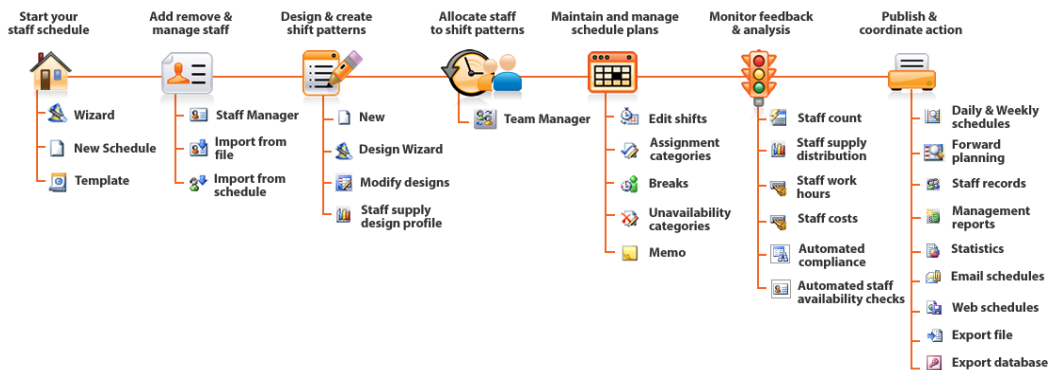 Start your
staff schedule
Wizard
New Schedule
Template
Add remove &
manage staff
Staff Manager
Import from
file
Import from
schedule
Design & create
shift patterns
New
Design Wizard
Modify designs
Staff supply
design profile
Allocate staff
to shift patterns
Team Manager
Maintain and manage
schedule plans
Edit shifts
Assignment
categories
Breaks
Unavailability
categories
Memo
Monitor feedback
& analysis
Staff count
Staff supply
distribution
Staff work
hours
Staff costs
Automated
compliance
Automated staff
availability checks
Publish &
coordinate action
Daily & Weekly
schedules
Forward
planning
Staff records
Management
reports
Statistics
Email schedules
Web schedules
Export file
Export database